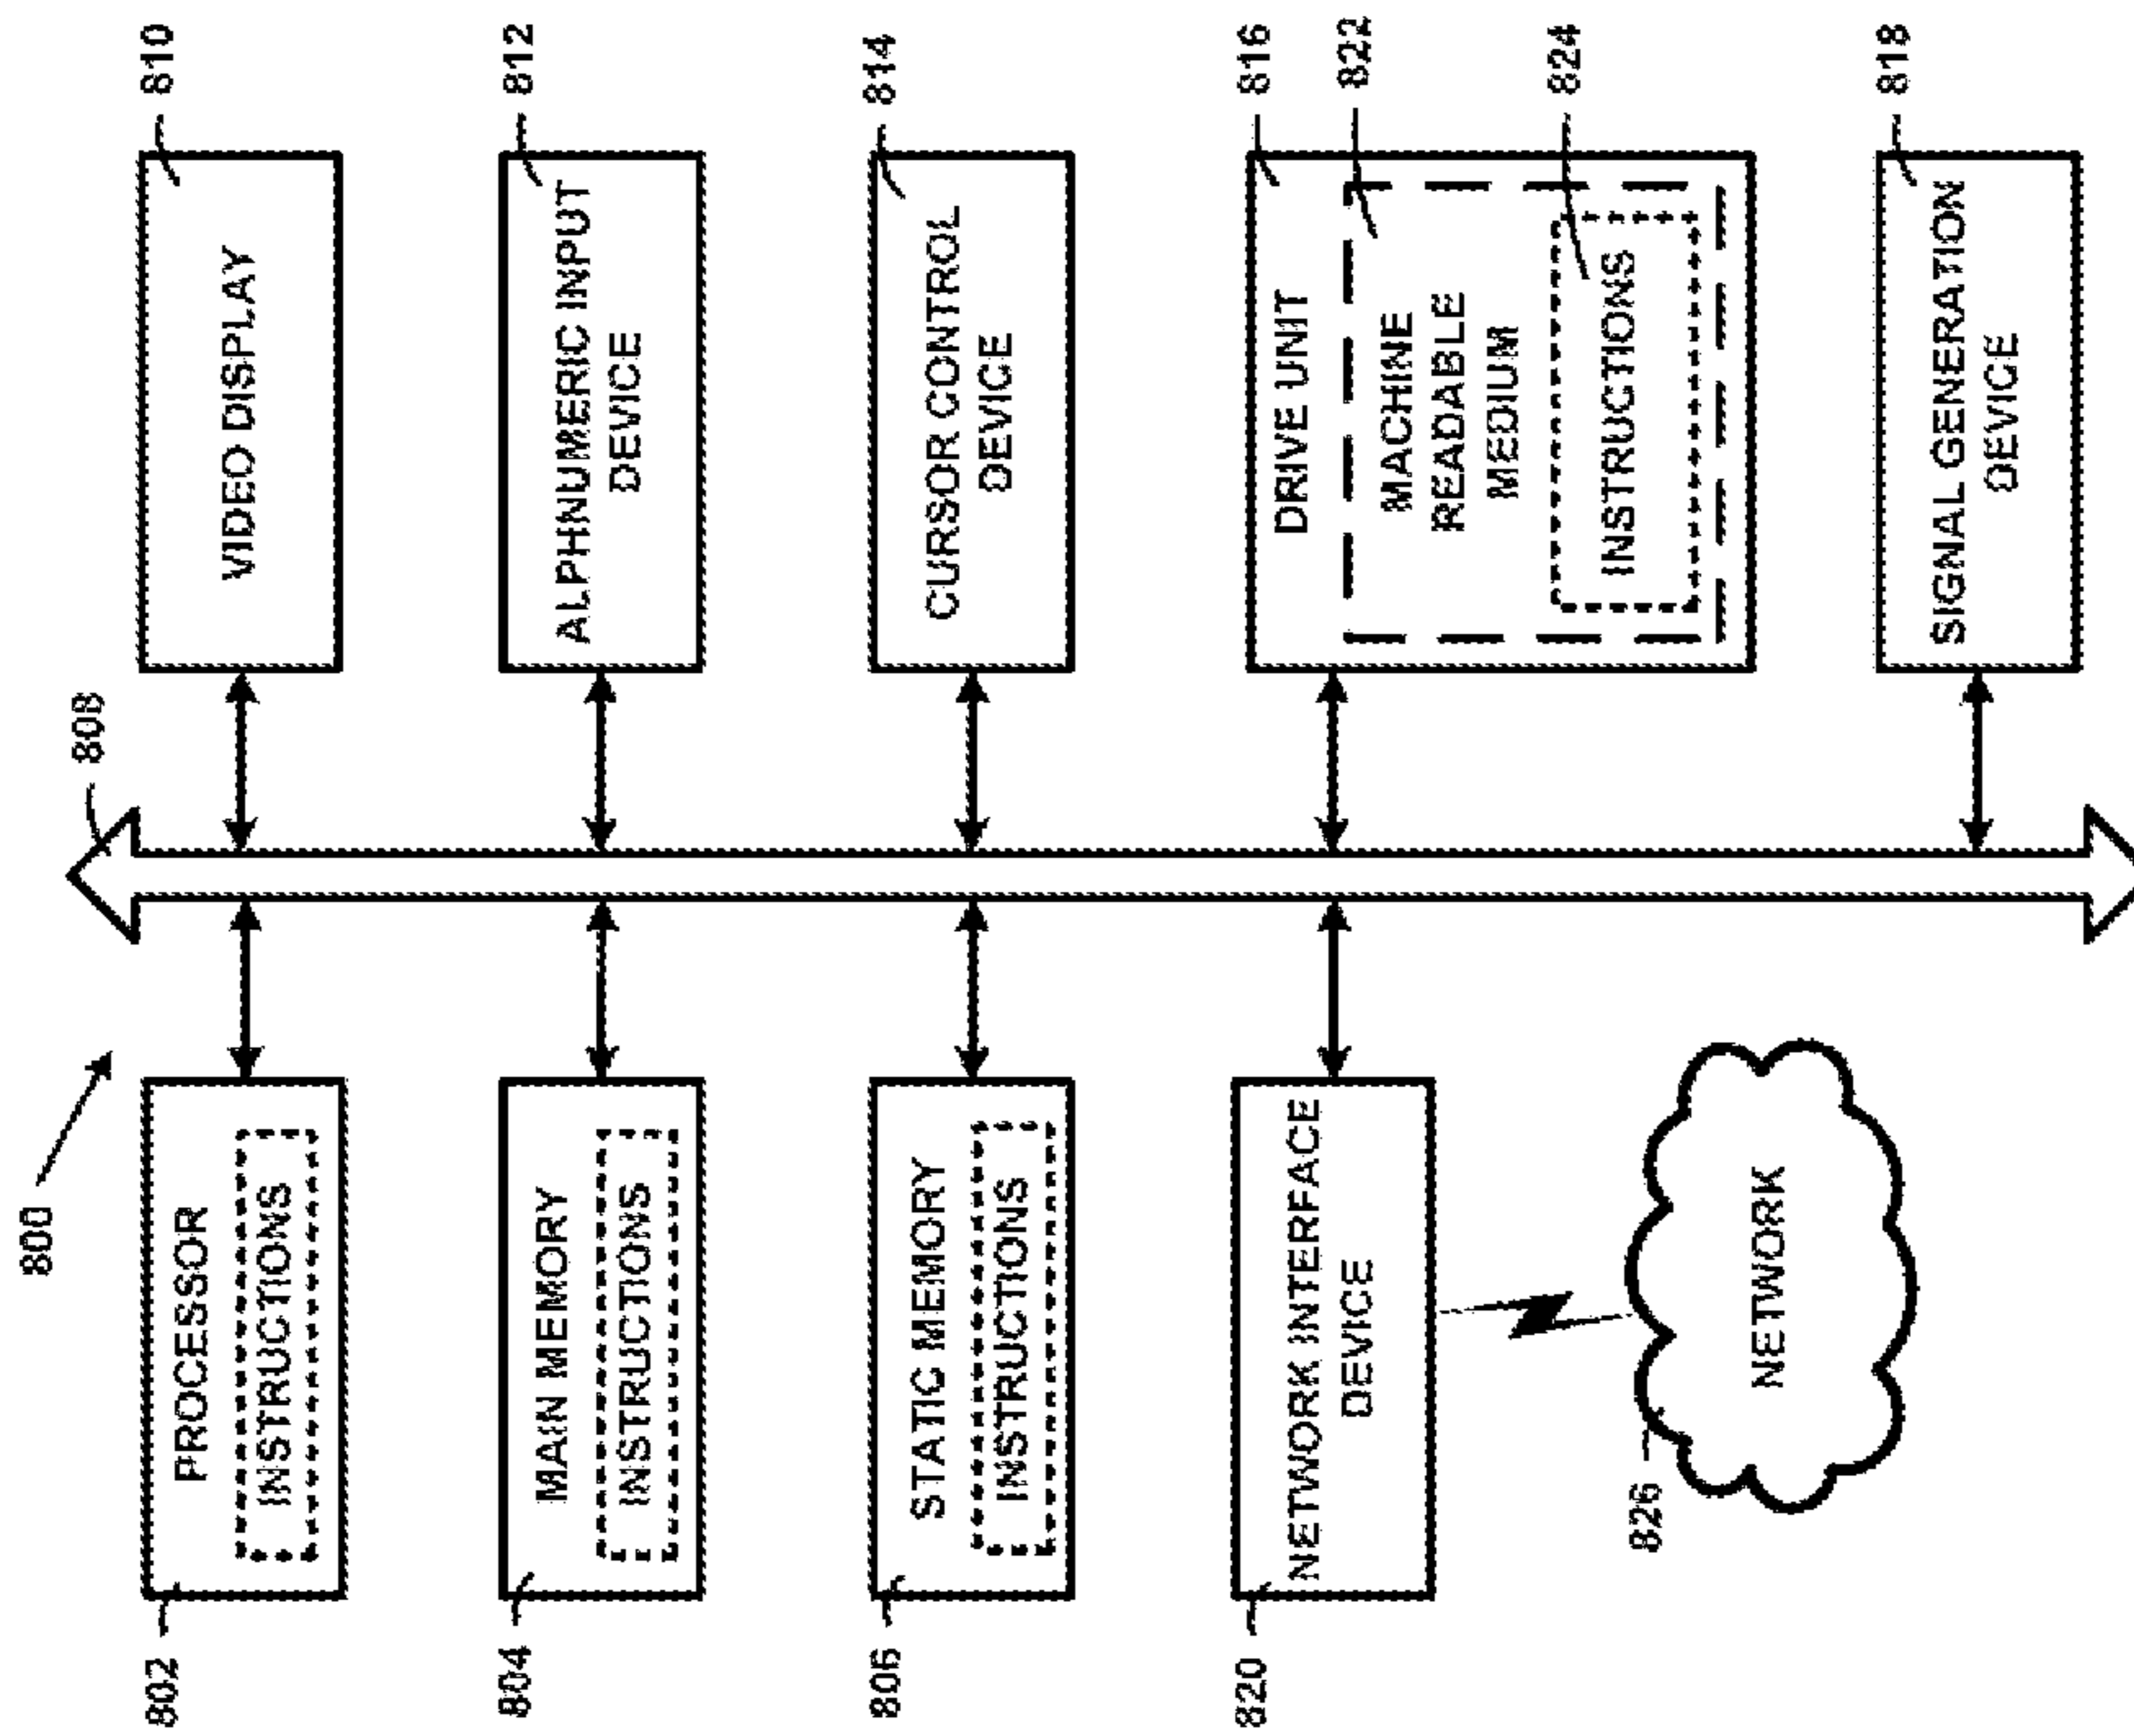 800
802
PROCESSOR
INSTRUCTIONS
804
MAIN MEMORY
INSTRUCTIONS
806
STATIC MEMORY
INSTRUCTIONS
820
NETWORK INTERFACE
DEVICE
826
NETWORK
808
810
VIDEO DISPLAY
812
ALPHNUMERIC INPUT
DEVICE
814
CURSOR CONTROL
DEVICE
816
DRIVE UNIT
822
MACHINE
READABLE
MEDIUM
824
INSTRUCTIONS
818
SIGNAL GENERATION
DEVICE